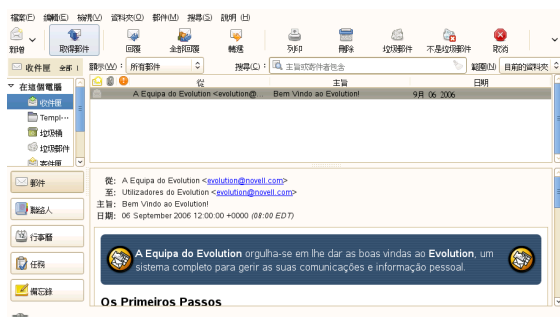 檔案(F) 編輯(E) 檢視(V) 資料夾(O) 郵件(M) 搜尋(S) 說明(H)
新增 取得郵件 回覆 全部回覆 轉遞 列印 刪除 垃圾郵件 不是垃圾郵件 取消
收件匣 全部 1 顯示(W): 所有郵件 搜尋(C): 主旨或寄件者包含 範圍(N) 目前的資料夾
在這個電腦
收件匣
Templ…
垃圾桶
垃圾郵件
寄件匣
從 主旨 日期
A Equipa do Evolution <evolution@... Bem Vindo ao Evolution! 9月 06 2006
郵件
聯絡人
行事曆
任務
備忘錄
從: A Equipa do Evolution <evolution@novell.com>
至: Utilizadores do Evolution <evolution@novell.com>
主旨: Bem Vindo ao Evolution!
日期: 06 September 2006 12:00:00 +0000 (08:00 EDT)
A Equipa do Evolution orgulha-se em lhe dar as boas vindas ao Evolution, um
sistema completo para gerir as suas comunicações e informação pessoal.
Os Primeiros Passos